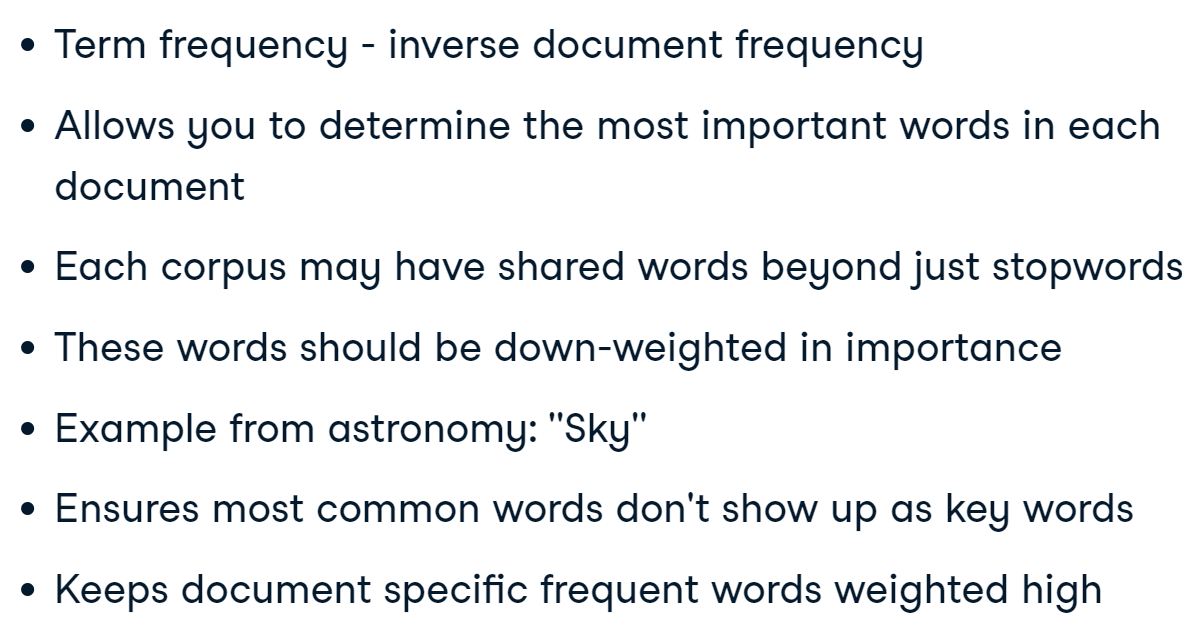 • Term frequency - inverse document frequency
• Allows you to determine the most important words in each
document
• Each corpus may have shared words beyond just stopwords
• These words should be down-weighted in importance
• Example from astronomy: "Sky"
• Ensures most common words don't show up as key words
• Keeps document specific frequent words weighted high